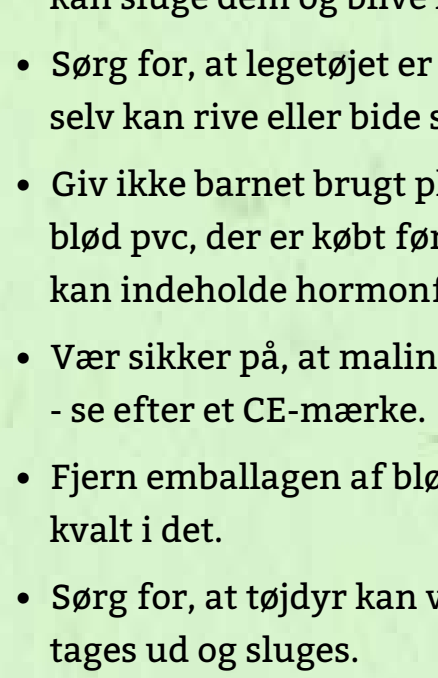 kan sluge dem og blive
• Sørg for, at legetøjet er
selv kan rive eller bide
• Giv ikke barnet brugt
blød pvc, der er købt før
kan indeholde
• Vær sikker på, at
- se efter et CE-mærke.
• Fjern emballagen af
kvalt i det.
• Sørg for, at tøjdyr kan
tages ud og sluges.